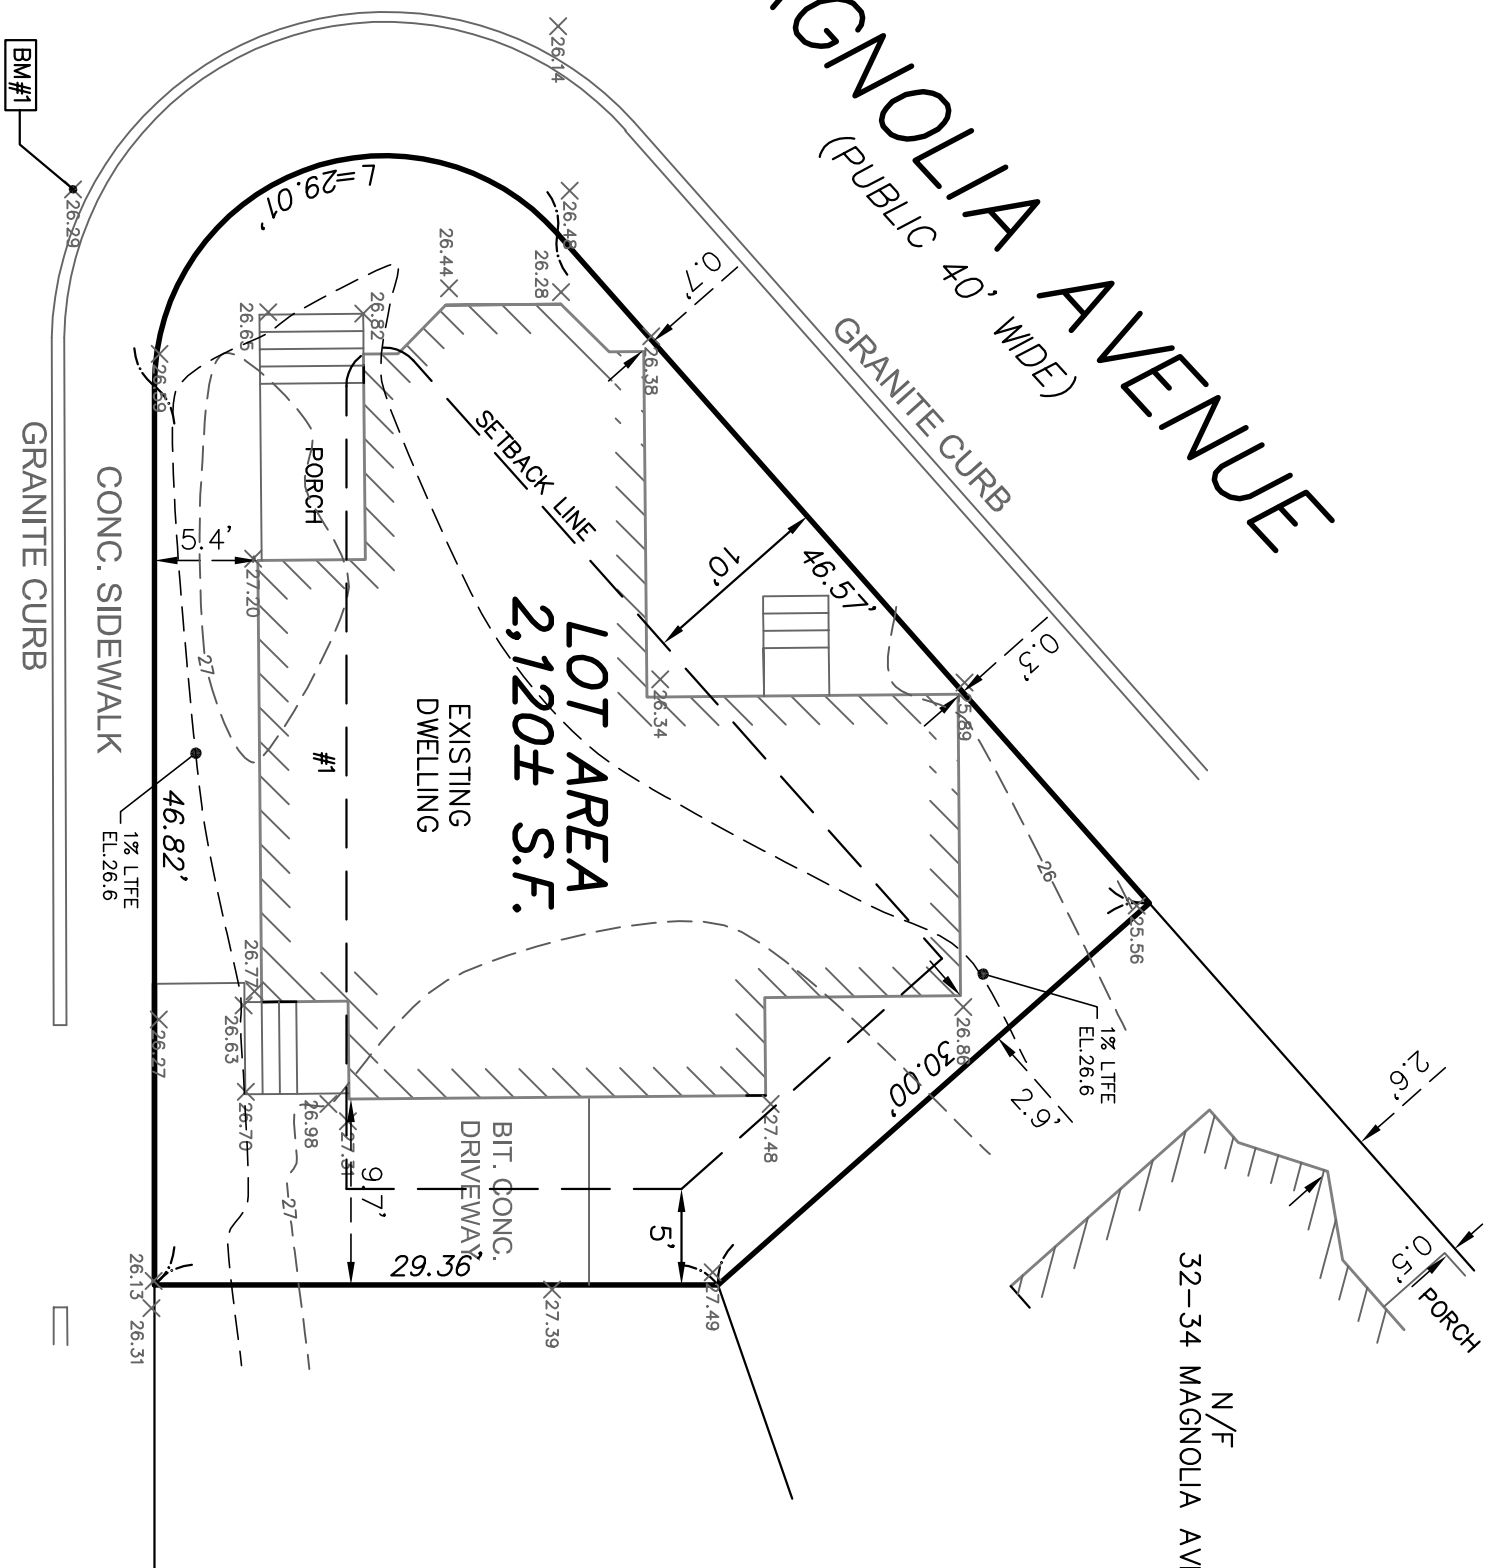 GNOLIA AVENUE
(PUBLIC 40' WIDE)
GRANITE CURB
26.14
BM#1
26.29
L=29.01'
26.48
26.44
26.28
0.7'
26.65
26.82
26.38
26.59
SETBACK LINE
PORCH
GRANITE CURB
CONC. SIDEWALK
5.4'
27.20
10'
46.57'
0.3'
27
LOT AREA
2,120± S.F.
26.34
25.89
EXISTING
DWELLING
#1
46.82'
1% LTFE
EL.26.6
26
25.56
26.77
26.63
26.27
26.86
1% LTFE
EL.26.6
30.00'
2.9'
2.6'
26.70
26.98
27.31
27.48
BIT. CONC.
DRIVEWAY
9.7'
27
5'
29.36'
26.13
26.31
27.39
27.49
0.5'
PORCH
N/F
32-34 MAGNOLIA AV